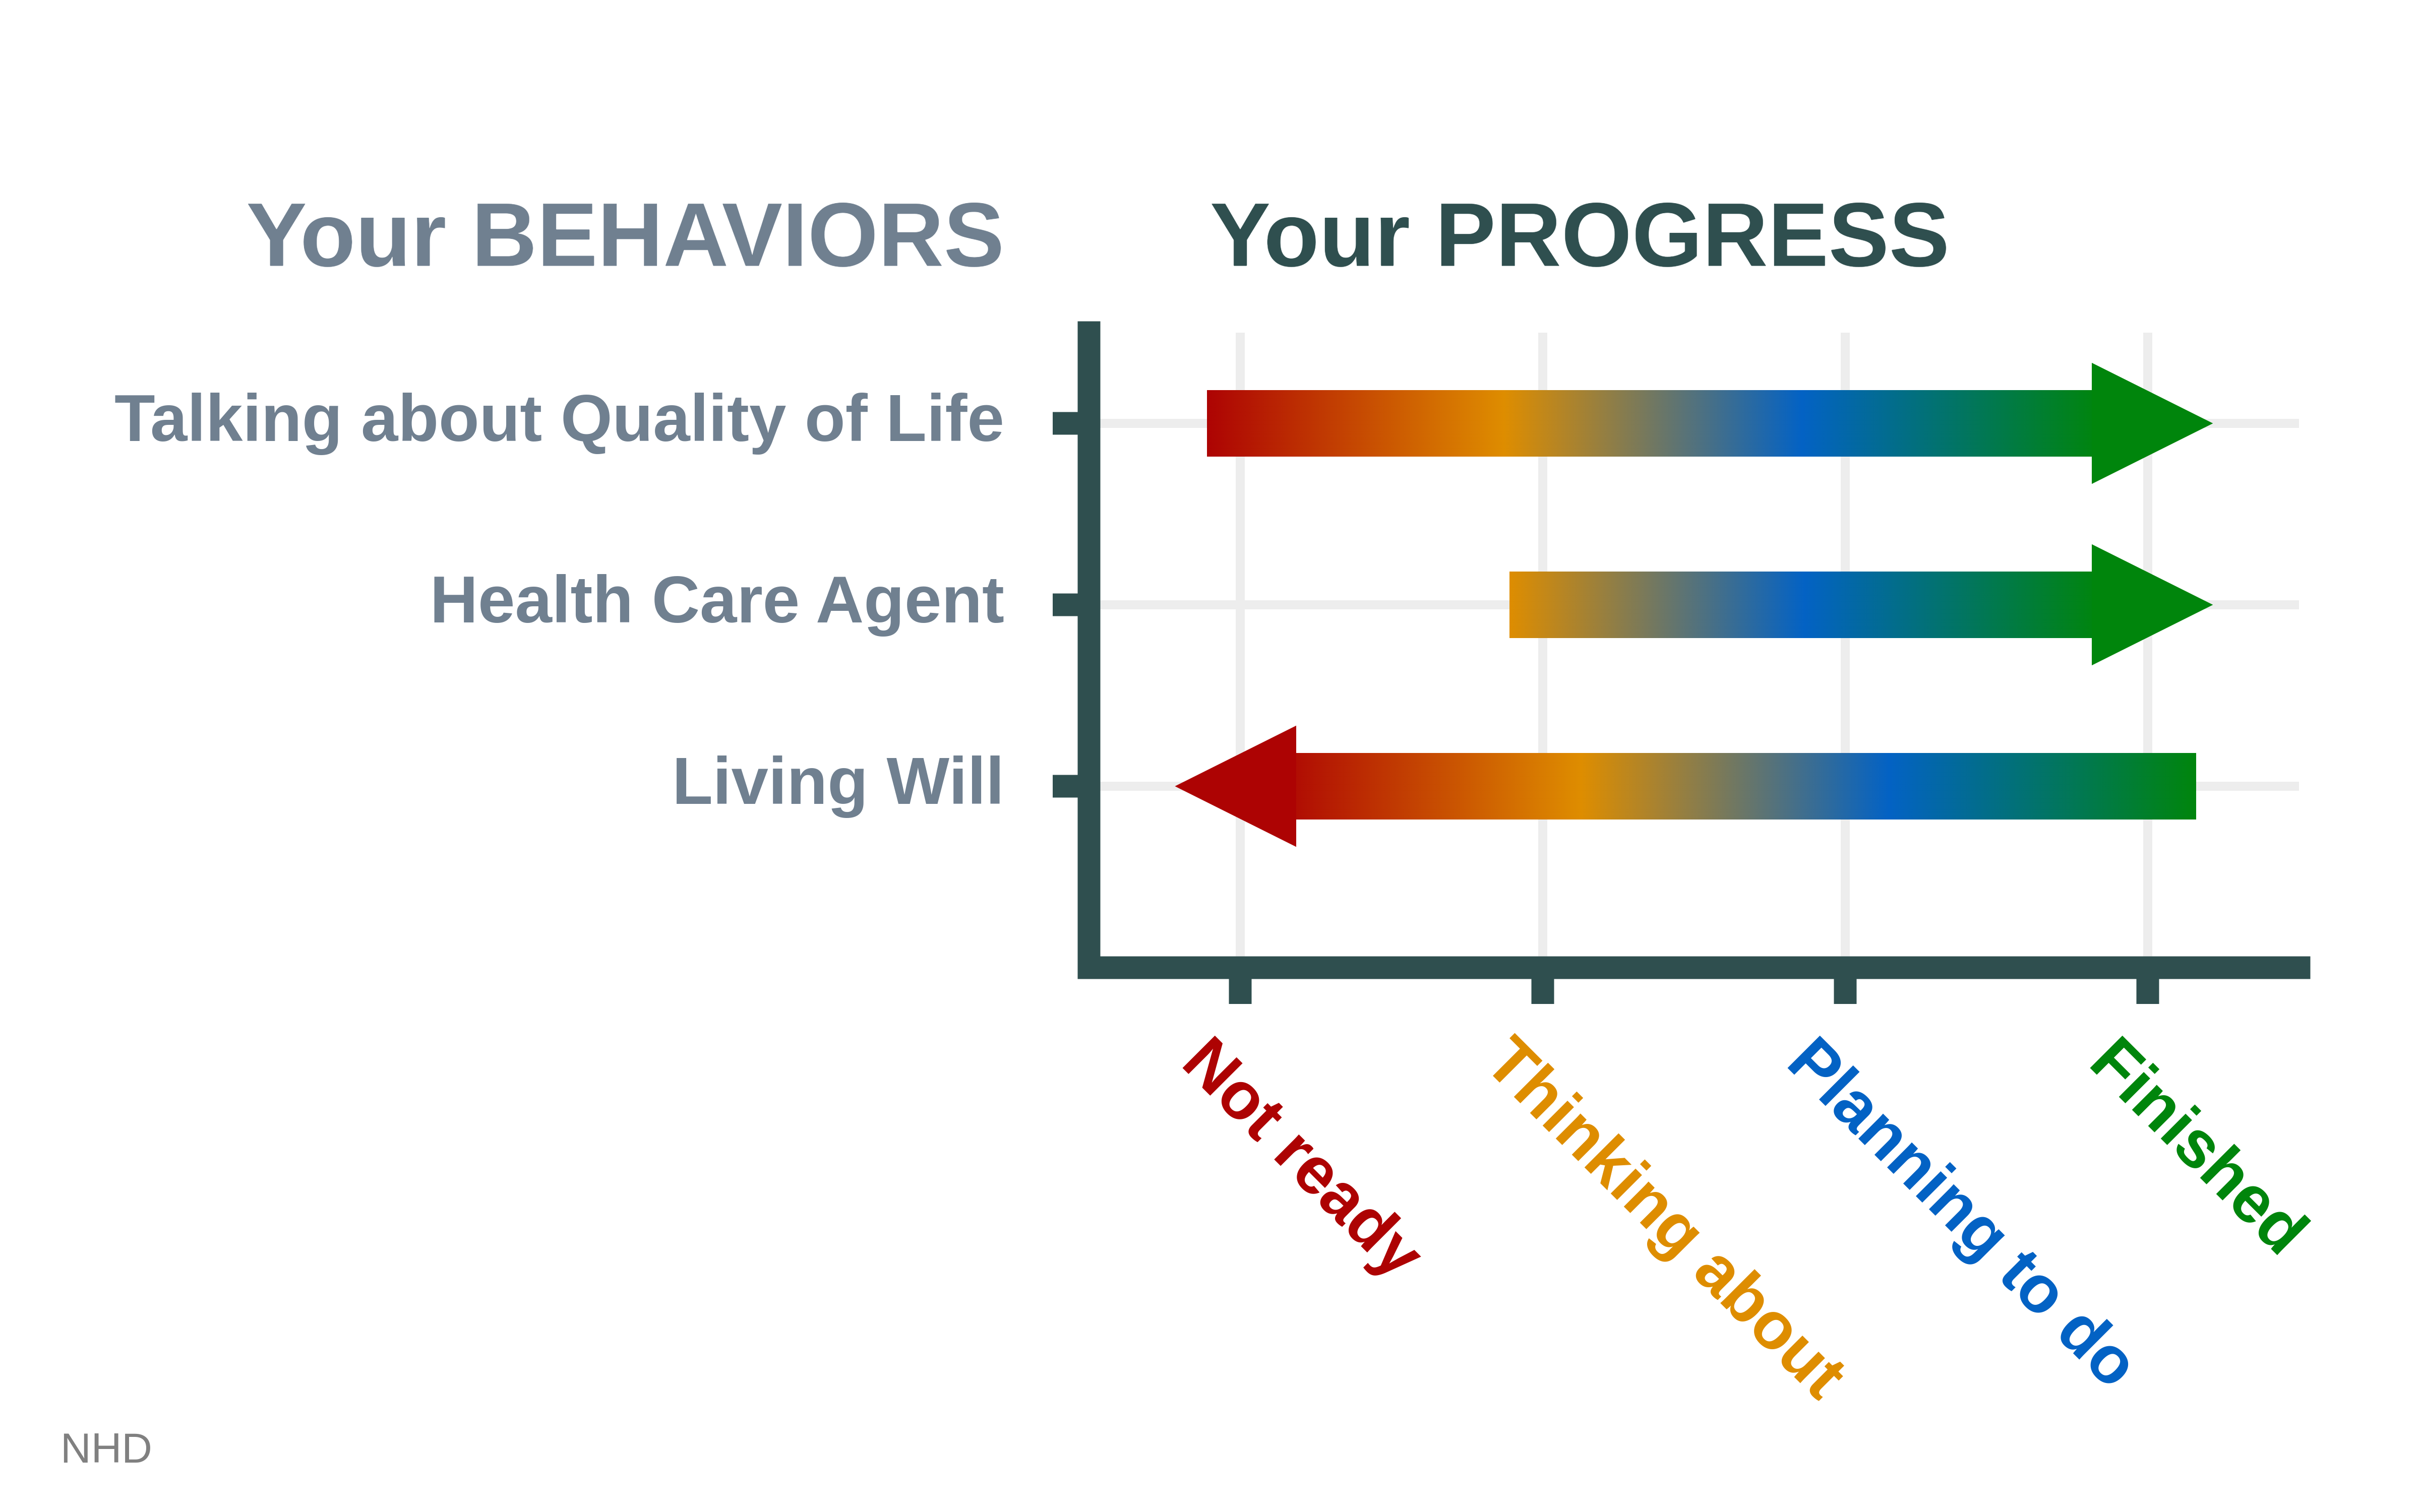 Your BEHAVIORS
Your PROGRESS
Talking about Quality of Life
Health Care Agent
Living Will
Not ready
Thinking about
Planning to do
Finished
NHD